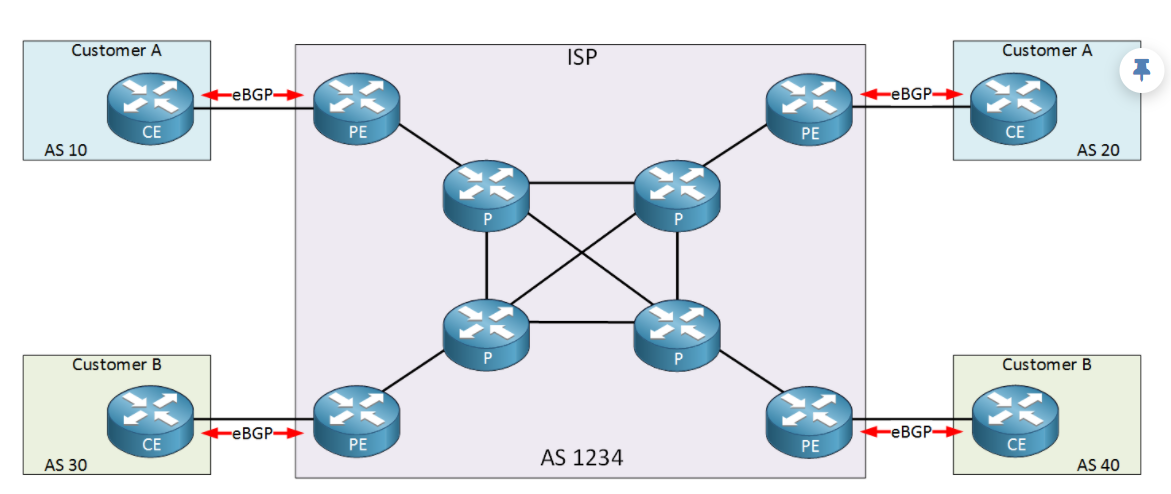 ISP
Customer A
CE
AS 10
eBGP
PE
PE
eBGP
Customer A
CE
AS 20
P
P
P
P
Customer B
CE
AS 30
eBGP
PE
AS 1234
PE
eBGP
Customer B
CE
AS 40